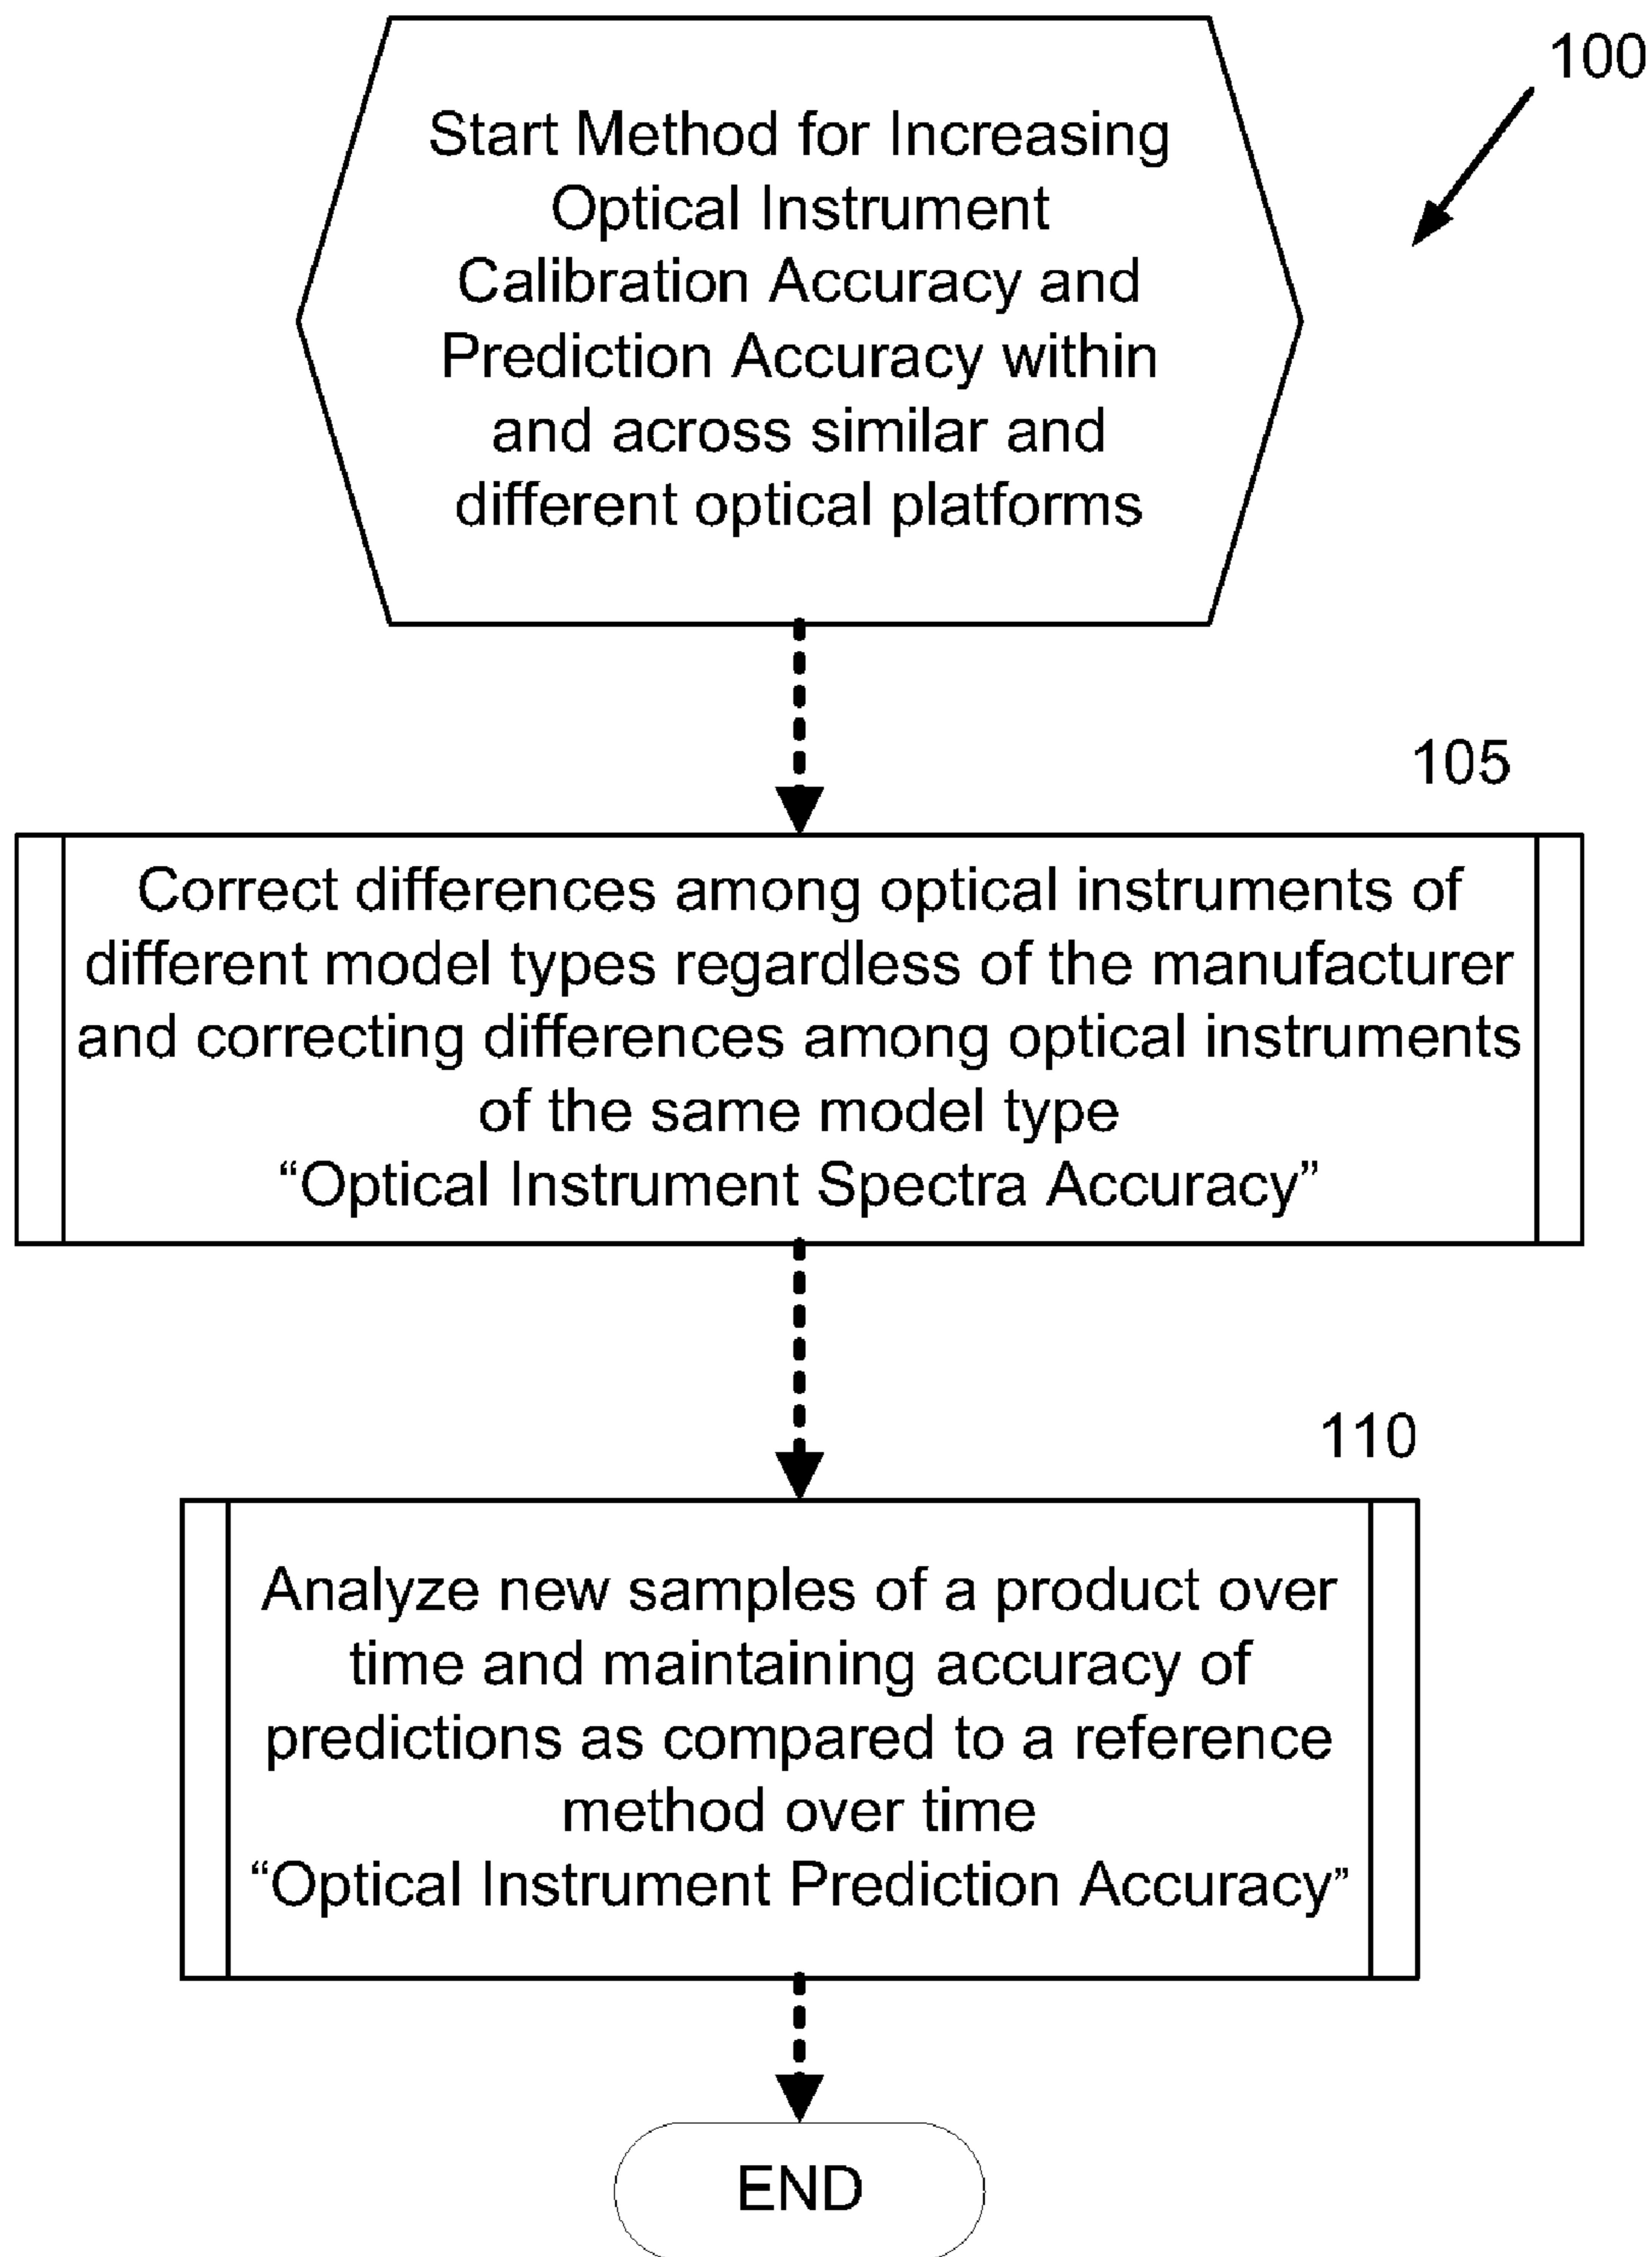 100
Start Method for Increasing
Optical Instrument
Calibration Accuracy and
Prediction Accuracy within
and across similar and
different optical platforms
105
Correct differences among optical instruments of
different model types regardless of the manufacturer
and correcting differences among optical instruments
of the same model type
“Optical Instrument Spectra Accuracy”
110
Analyze new samples of a product over
time and maintaining accuracy of
predictions as compared to a reference
method over time
“Optical Instrument Prediction Accuracy”
END